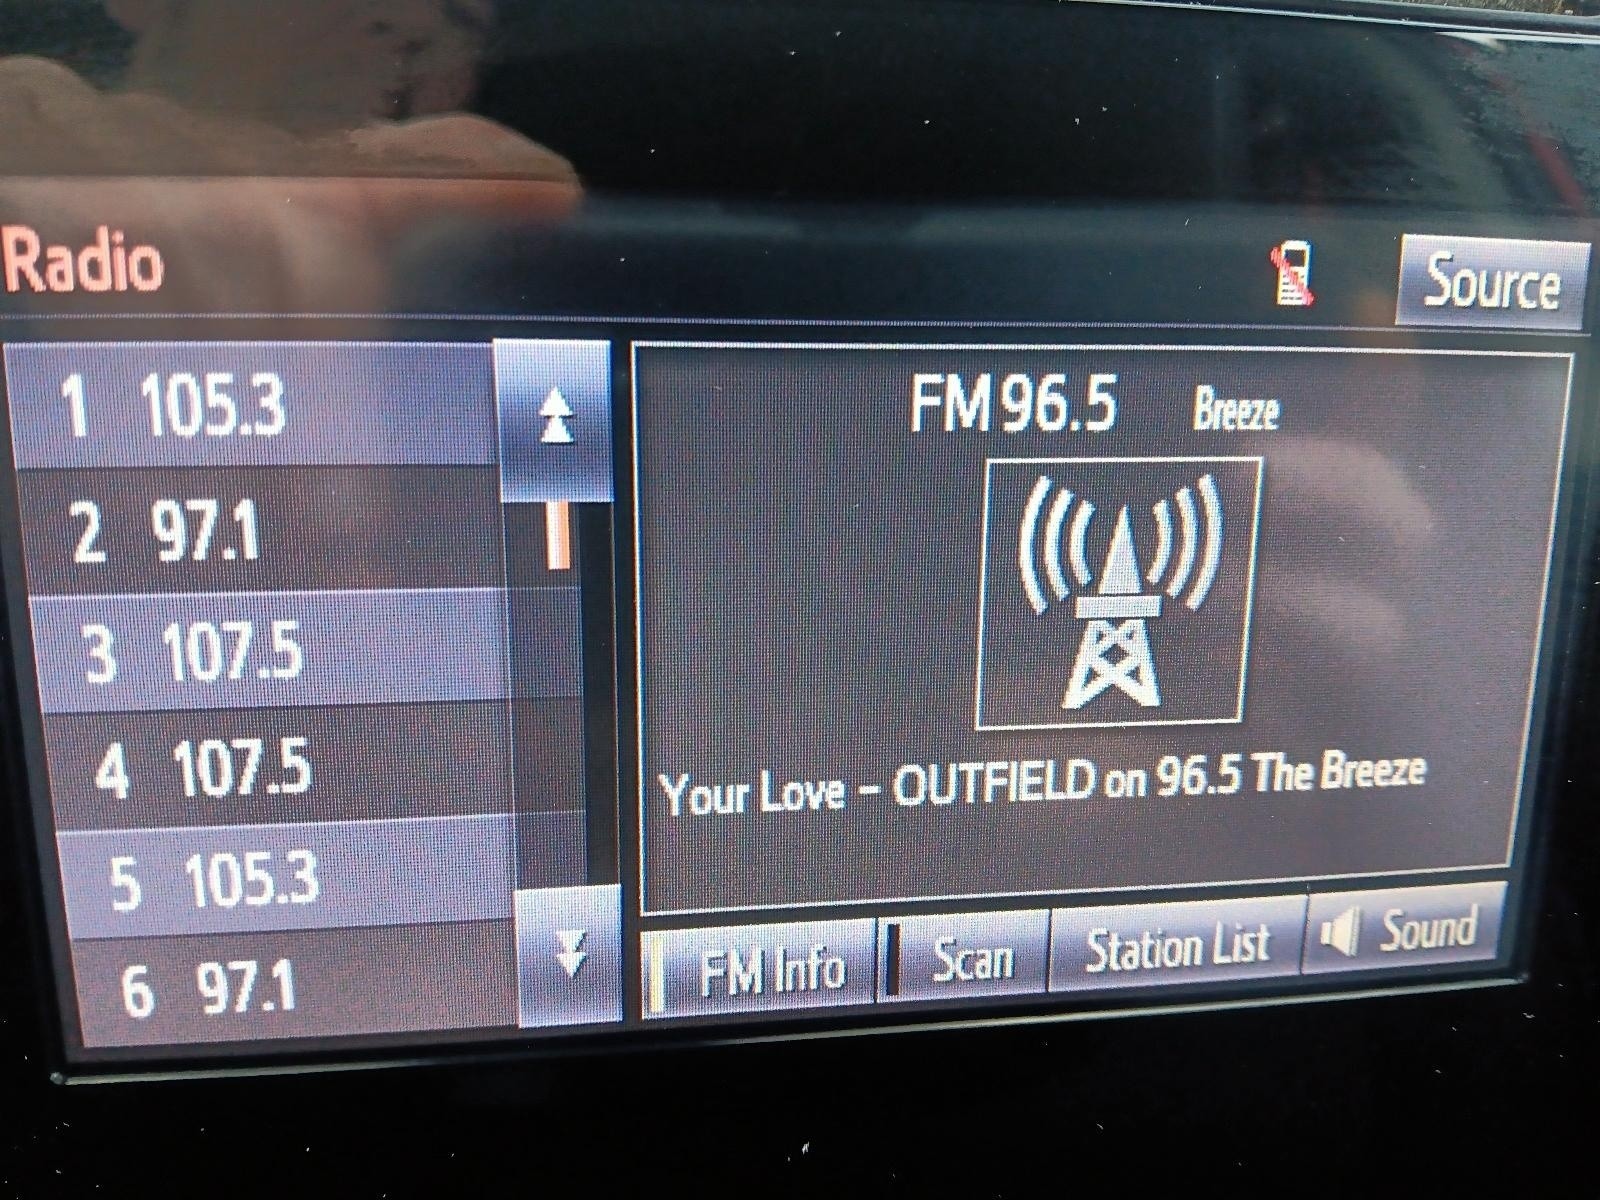 Radio
Source
1 105.3
2 97.1
3 107.5
4 107.5
5 105.3
6 97.1
FM 96.5 Breeze
Your Love - OUTFIELD on 96.5 The Breeze
FM Info
Scan
Station List
Sound